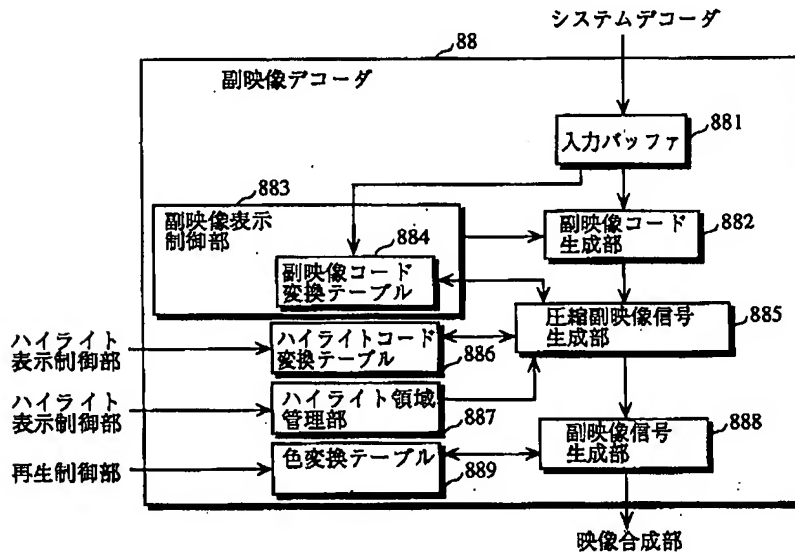 システムデコーダ
88
副映像デコーダ
881
入力バッファ
883
副映像表示
制御部
884
副映像コード
変換テーブル
副映像コード
生成部
882
圧縮副映像信号
生成部
885
ハイライト
表示制御部
ハイライトコード
変換テーブル
886
ハイライト
表示制御部
ハイライト領域
管理部
887
副映像信号
生成部
888
再生制御部
色変換テーブル
889
映像合成部